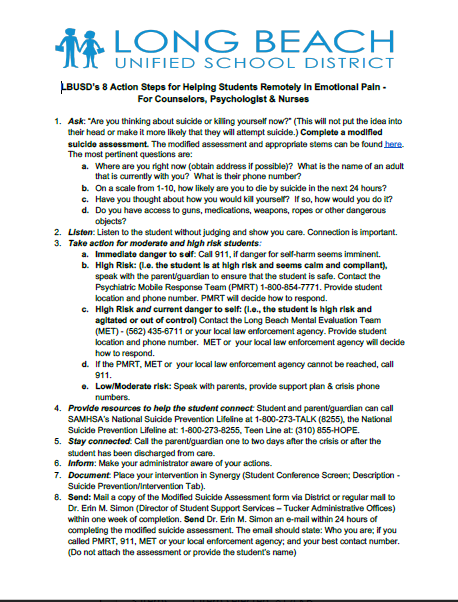 LONG BEACH
UNIFIED SCHOOL DISTRICT
LBUSD's 8 Action Steps for Helping Students Remotely in Emotional Pain -
For Counselors, Psychologist & Nurses
1. Ask: "Are you thinking about suicide or killing yourself now?" (This will not put the idea into
their head or make it more likely that they will attempt suicide.) Complete a modified
suicide assessment. The modified assessment and appropriate stems can be found here.
The most pertinent questions are:
a. Where are you right now (obtain address if possible)? What is the name of an adult
that is currently with you? What is their phone number?
b. On a scale from 1-10, how likely are you to die by suicide in the next 24 hours?
c. Have you thought about how you would kill yourself? If so, how would you do it?
d. Do you have access to guns, medications, weapons, ropes or other dangerous
objects?
2. Listen: Listen to the student without judging and show you care. Connection is important.
3. Take action for moderate and high risk students:
a. Immediate danger to self: Call 911, if danger for self-harm seems imminent.
b. High Risk: (i.e. the student is at high risk and seems calm and compliant),
speak with the parent/guardian to ensure that the student is safe. Contact the
Psychiatric Mobile Response Team (PMRT) 1-800-854-7771. Provide student
location and phone number. PMRT will decide how to respond.
c. High Risk and current danger to self: (i.e., the student is high risk and
agitated or out of control) Contact the Long Beach Mental Evaluation Team
(MET) - (562) 435-6711 or your local law enforcement agency. Provide student
location and phone number. MET or your local law enforcement agency will decide
how to respond.
d. If the PMRT, MET or your local law enforcement agency cannot be reached, call
911.
e. Low/Moderate risk: Speak with parents, provide support plan & crisis phone
numbers.
4. Provide resources to help the student connect: Student and parent/guardian can call
SAMHSA's National Suicide Prevention Lifeline at 1-800-273-TALK (8255), the National
Suicide Prevention Lifeline at: 1-800-273-8255, Teen Line at: (310) 855-HOPE.
5. Stay connected: Call the parent/guardian one to two days after the crisis or after the
student has been discharged from care.
6. Inform: Make your administrator aware of your actions.
7. Document: Place your intervention in Synergy (Student Conference Screen; Description -
Suicide Prevention/Intervention Tab).
8. Send: Mail a copy of the Modified Suicide Assessment form via District or regular mail to
Dr. Erin M. Simon (Director of Student Support Services – Tucker Administrative Offices)
within one week of completion. Send Dr. Erin M. Simon an e-mail within 24 hours of
completing the modified suicide assessment. The email should state: Who you are; if you
called PMRT, 911, MET or your local enforcement agency; and your best contact number.
(Do not attach the assessment or provide the student's name)